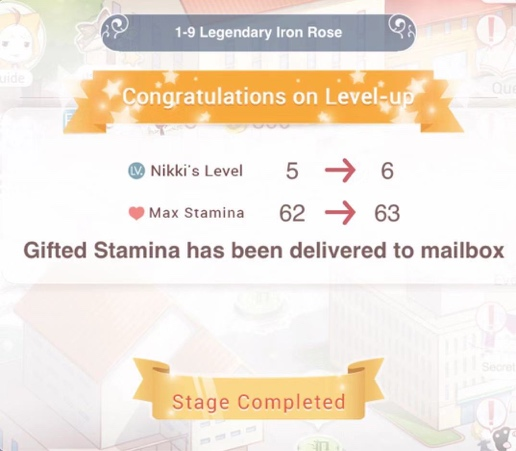 1-9 Legendary Iron Rose
Congratulations on Level-up
LV. Nikki's Level 5 → 6
Max Stamina 62 → 63
Gifted Stamina has been delivered to mailbox
Stage Completed